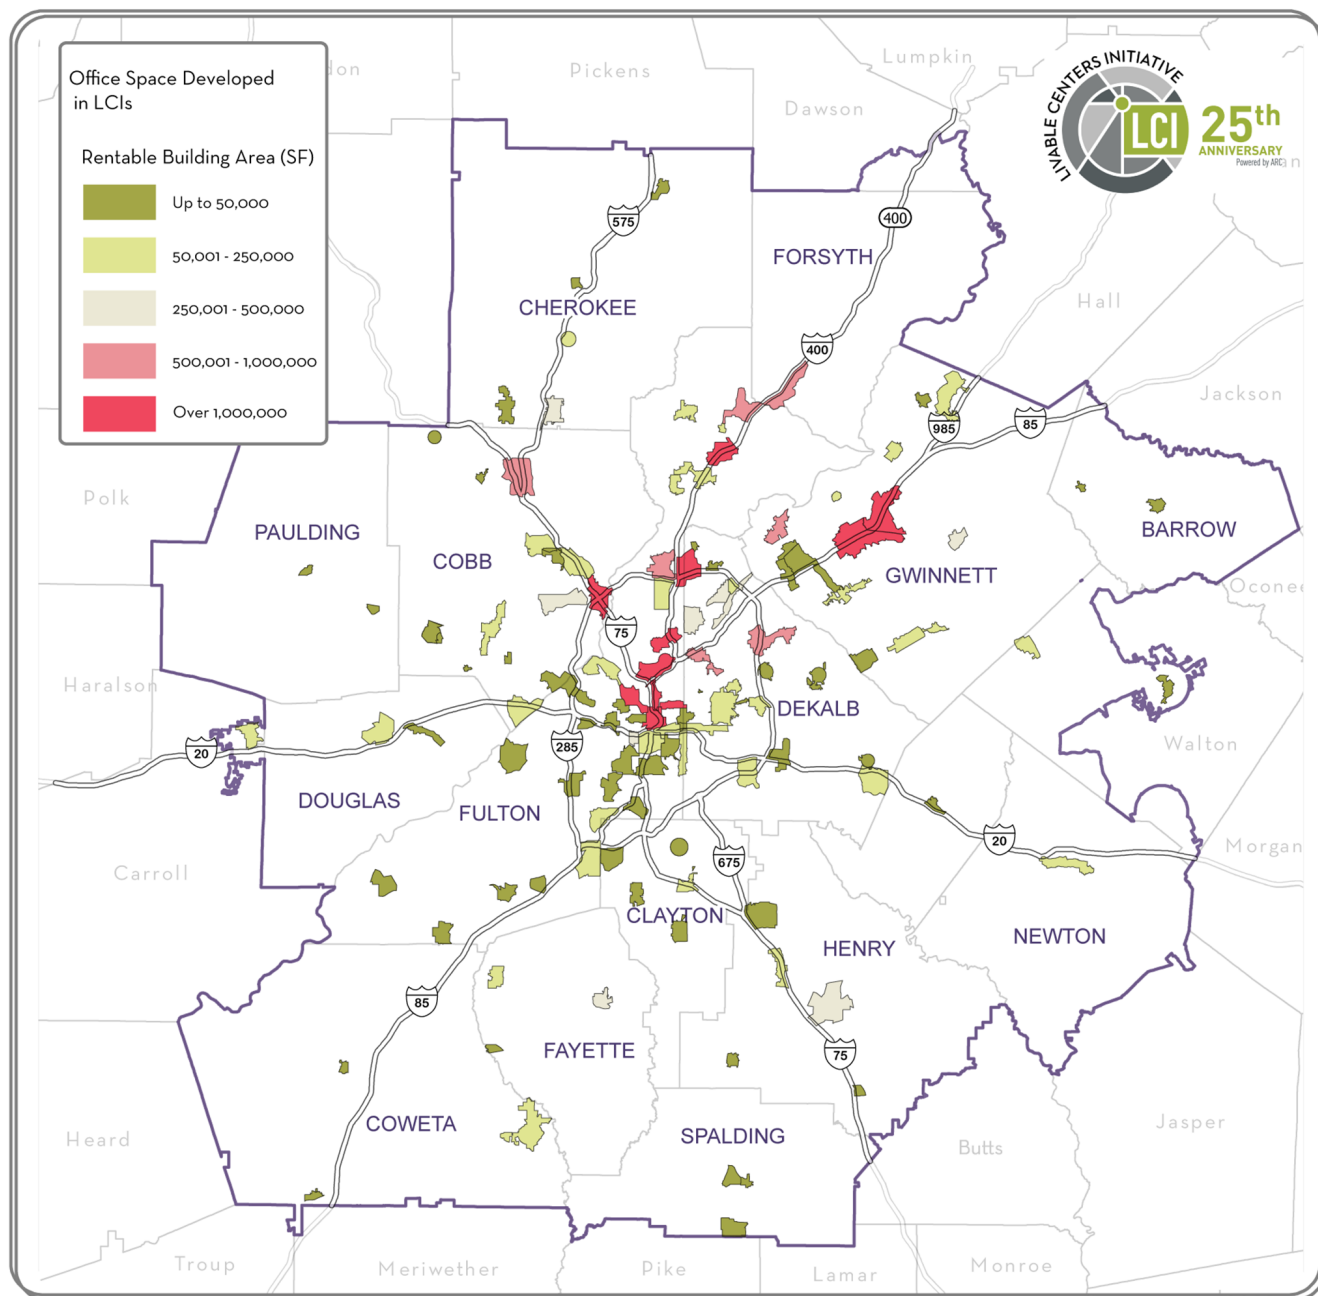 Office Space Developed
in LCIs
Rentable Building Area (SF)
Up to 50,000
50,001 - 250,000
250,001 - 500,000
500,001 - 1,000,000
Over 1,000,000
LIVABLE CENTERS INITIATIVE
LCI
25th
ANNIVERSARY
Powered by ARC
don
Pickens
Lumpkin
Dawson
an
575
400
FORSYTH
CHEROKEE
Hall
400
Jackson
985
85
Polk
PAULDING
BARROW
COBB
GWINNETT
Oconee
75
Haralson
DEKALB
20
285
Walton
DOUGLAS
FULTON
20
Morgan
675
Carroll
CLAYTON
HENRY
NEWTON
85
FAYETTE
75
COWETA
SPALDING
Heard
Butts
Jasper
Troup
Meriwether
Pike
Lamar
Monroe